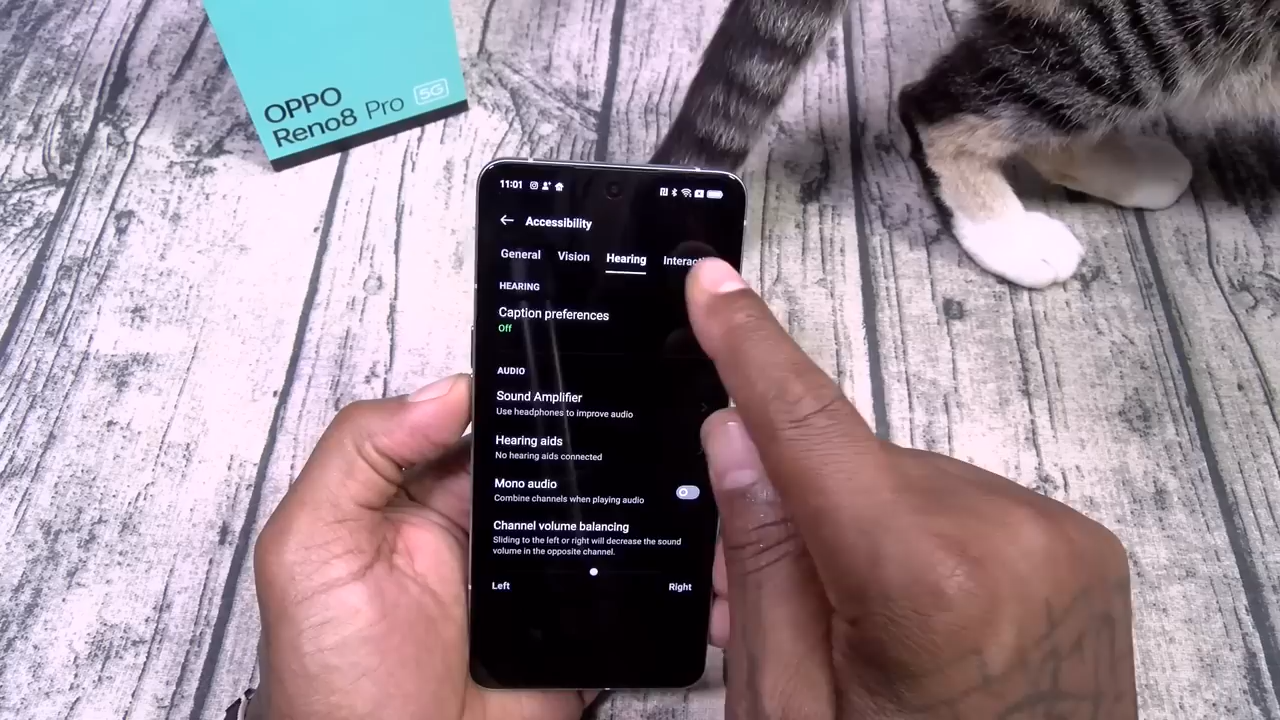 OPPO
Reno8 Pro 5G
11:01
Accessibility
General Vision Hearing
HEARING
Caption preferences
Off
AUDIO
Sound Amplifier
Use headphones to improve audio
Hearing aids
No hearing aids connected
Mono audio
Combine channels when playing audio
Channel volume balancing
Sliding to the left or right will decrease the sound
volume in the opposite channel.
Left Right